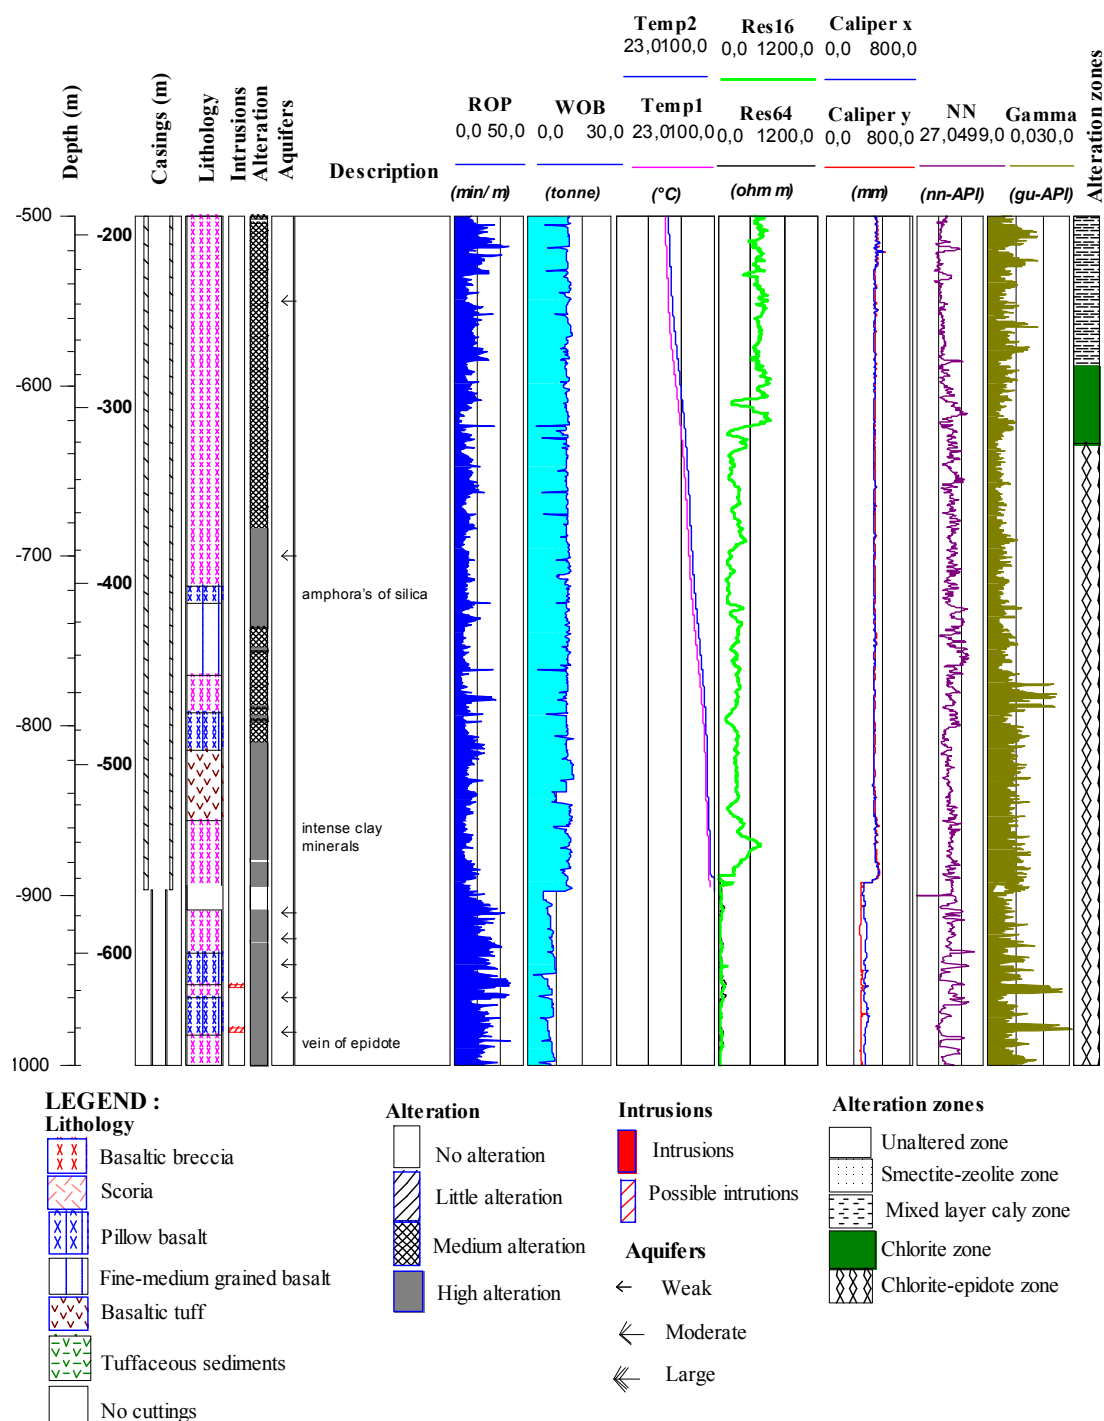 Temp2 Res16 Caliper x
23,0100,0 0,0 1200,0 0,0 800,0
ROP WOB Temp1 Res64 Caliper y NN Gamma
0,0 50,0 0,0 30,0 23,0100,0 0,0 1200,0 0,0 800,0 27,0499,0 0,030,0
Depth (m) Casings (m) Lithology Intrusions Alteration Aquifers Description Alteration zones
(min/ m) (tonne) (°C) (ohm m) (mm) (nn-API) (gu-API)
-500
-200
-600
-300
-700
-400
amphora's of silica
-800
-500
intense clay
minerals
-900
-600
vein of epidote
1000
LEGEND :
Lithology
Basaltic breccia
Scoria
Pillow basalt
Fine-medium grained basalt
Basaltic tuff
Tuffaceous sediments
No cuttings
Alteration
No alteration
Little alteration
Medium alteration
High alteration
Intrusions
Intrusions
Possible intrutions
Aquifers
Weak
Moderate
Large
Alteration zones
Unaltered zone
Smectite-zeolite zone
Mixed layer caly zone
Chlorite zone
Chlorite-epidote zone